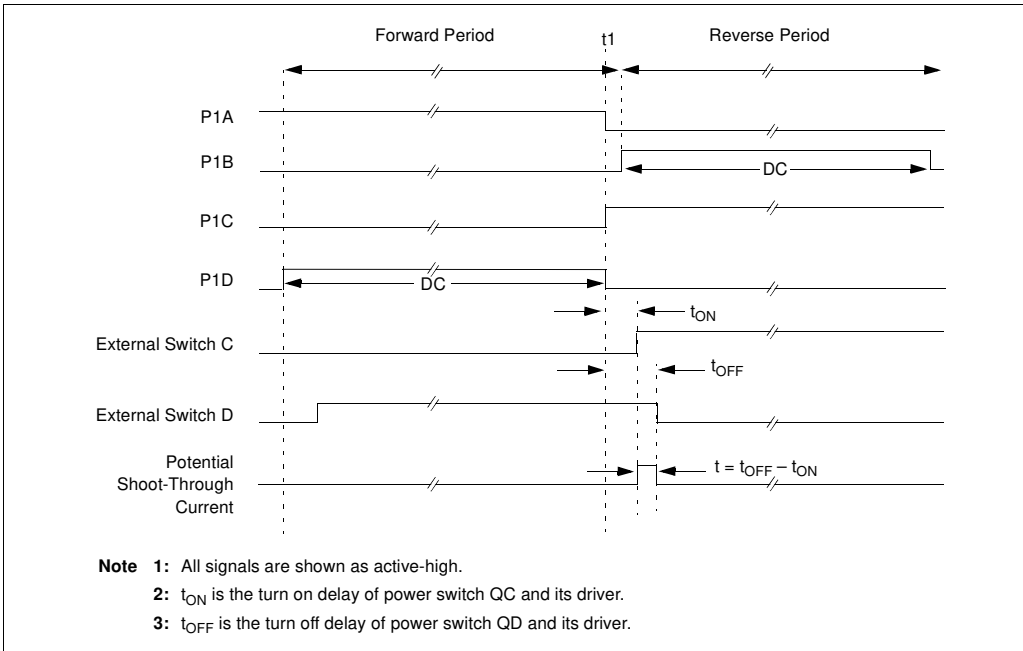 Forward Period
t1
Reverse Period
P1A
P1B
DC
P1C
P1D
DC
tON
External Switch C
tOFF
External Switch D
Potential
Shoot-Through
Current
t = tOFF – tON
Note 1: All signals are shown as active-high.
2: tON is the turn on delay of power switch QC and its driver.
3: tOFF is the turn off delay of power switch QD and its driver.